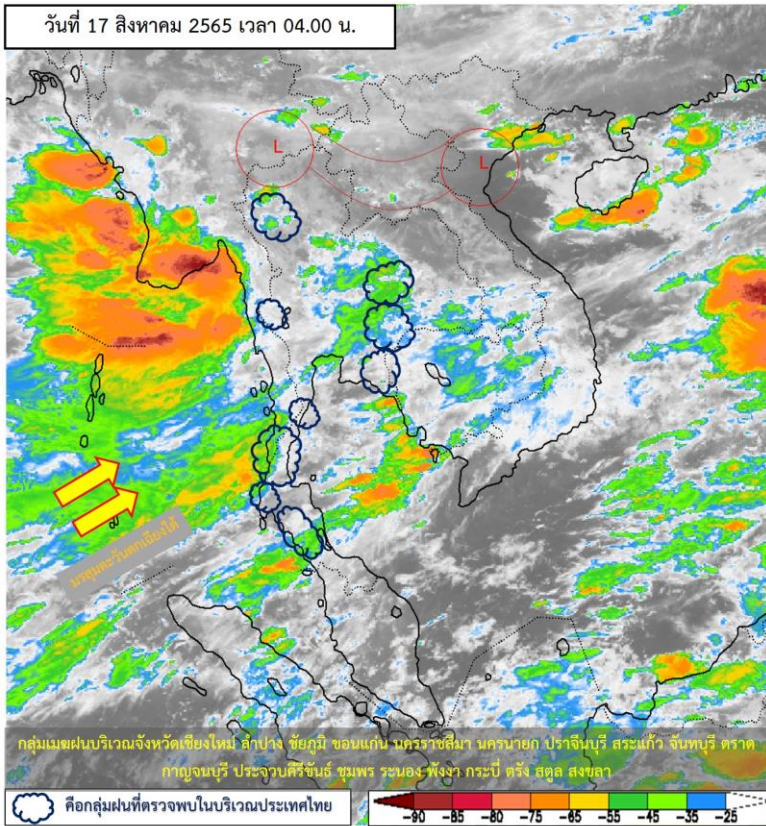 วันที่ 17 สิงหาคม 2565 เวลา 04.00 น.
L
L
มรสุมตะวันตกเฉียงใต้
กลุ่มเมฆฝนบริเวณจังหวัดเชียงใหม่ ลำปาง ชัยภูมิ ขอนแก่น นครราชสีมา นครนายก ปราจีนบุรี สระแก้ว จันทบุรี ตราด
กาญจนบุรี ประจวบคีรีขันธ์ ชุมพร ระนอง พังงา กระบี่ ตรัง สตูล สงขลา
คือกลุ่มฝนที่ตรวจพบในบริเวณประเทศไทย
-90 -85 -80 -75 -65 -55 -45 -35 -25